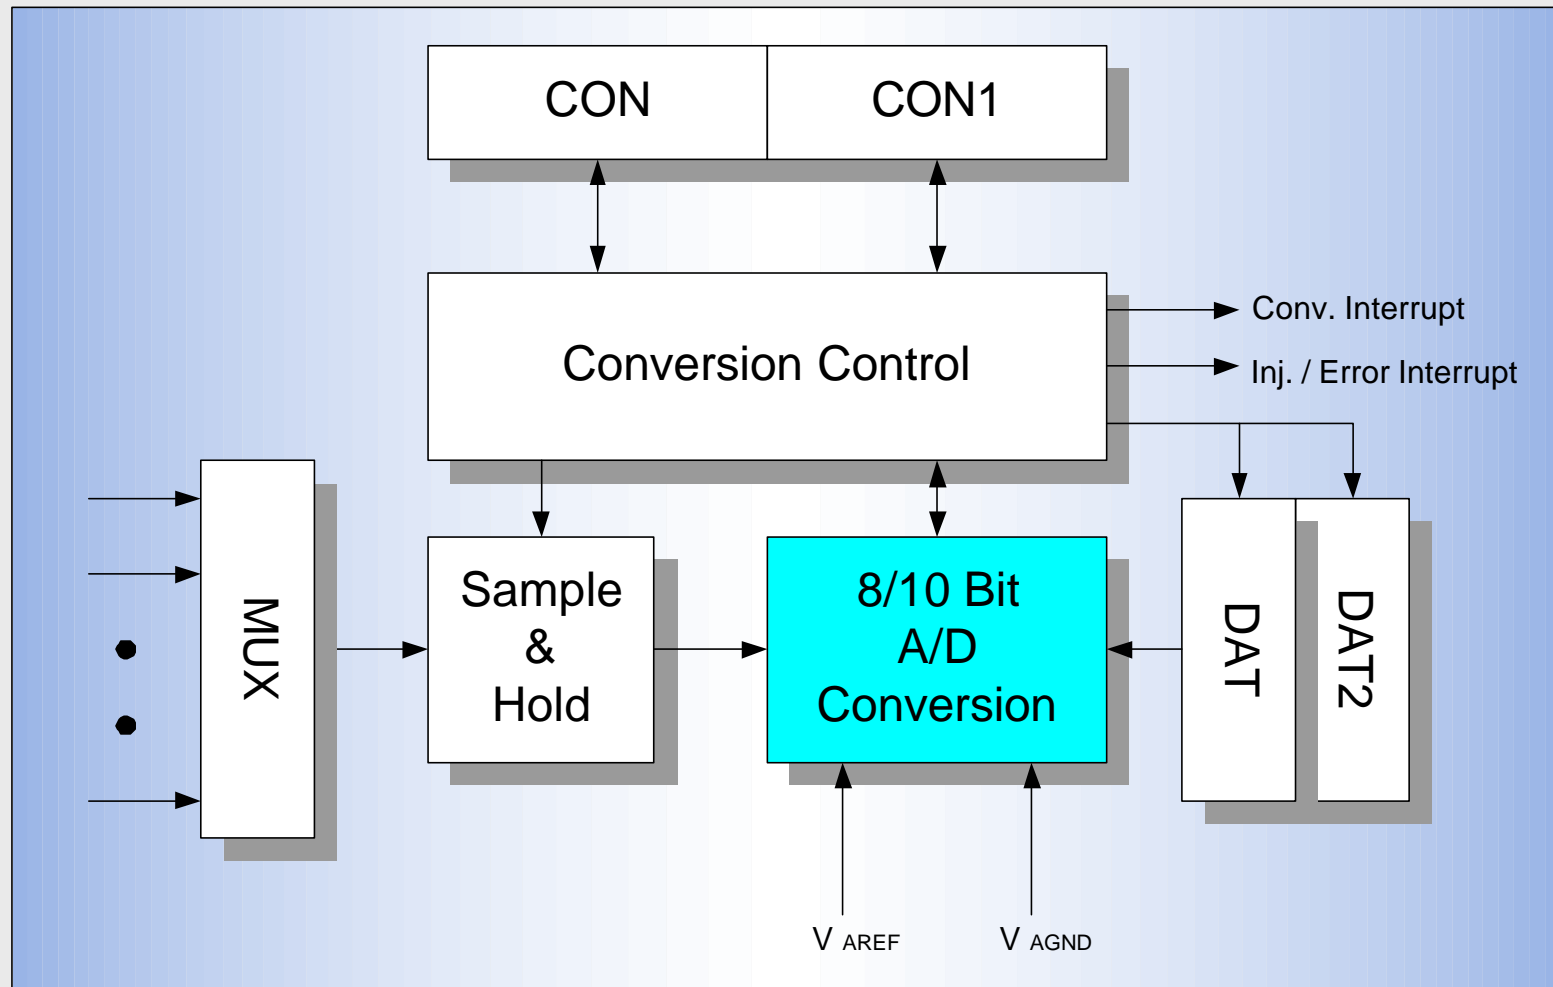 CON
CON1
Conversion Control
Conv. Interrupt
Inj. / Error Interrupt
MUX
Sample
&
Hold
8/10 Bit
A/D
Conversion
DAT
DAT2
V AREF
V AGND